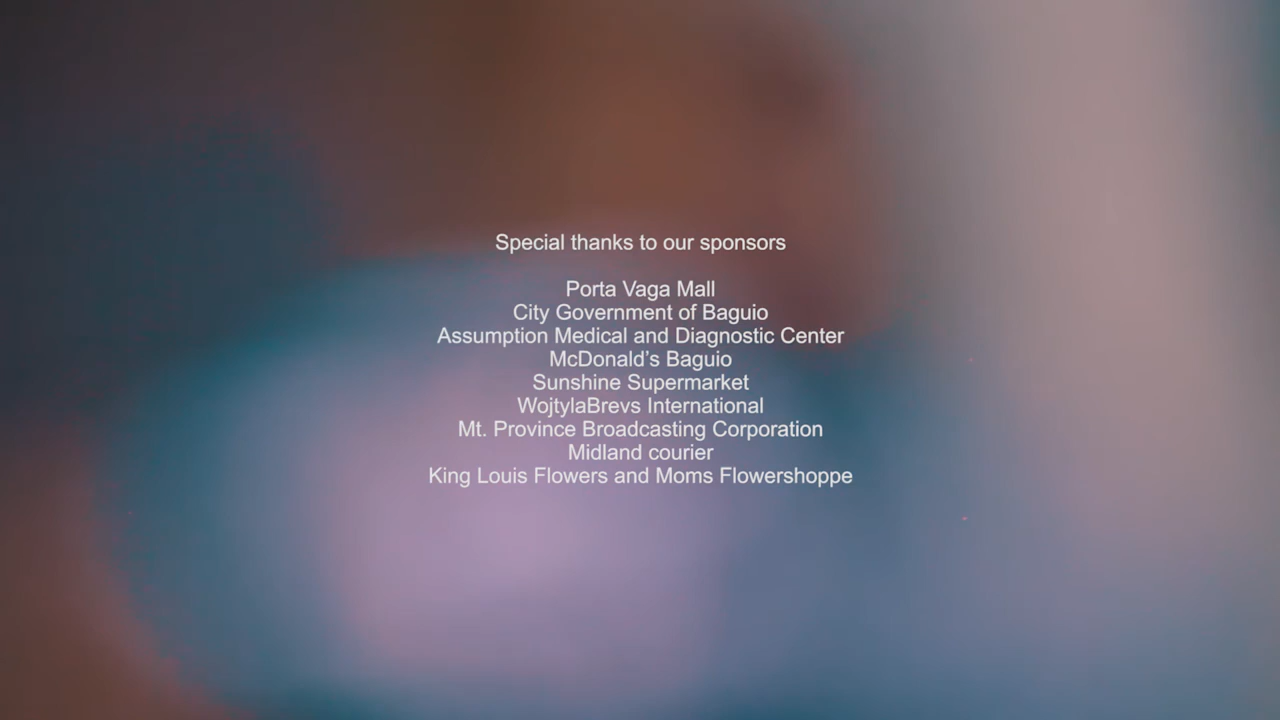 Special thanks to our sponsors
Porta Vaga Mall
City Government of Baguio
Assumption Medical and Diagnostic Center
McDonald’s Baguio
Sunshine Supermarket
WojtylaBrevs International
Mt. Province Broadcasting Corporation
Midland courier
King Louis Flowers and Moms Flowershoppe